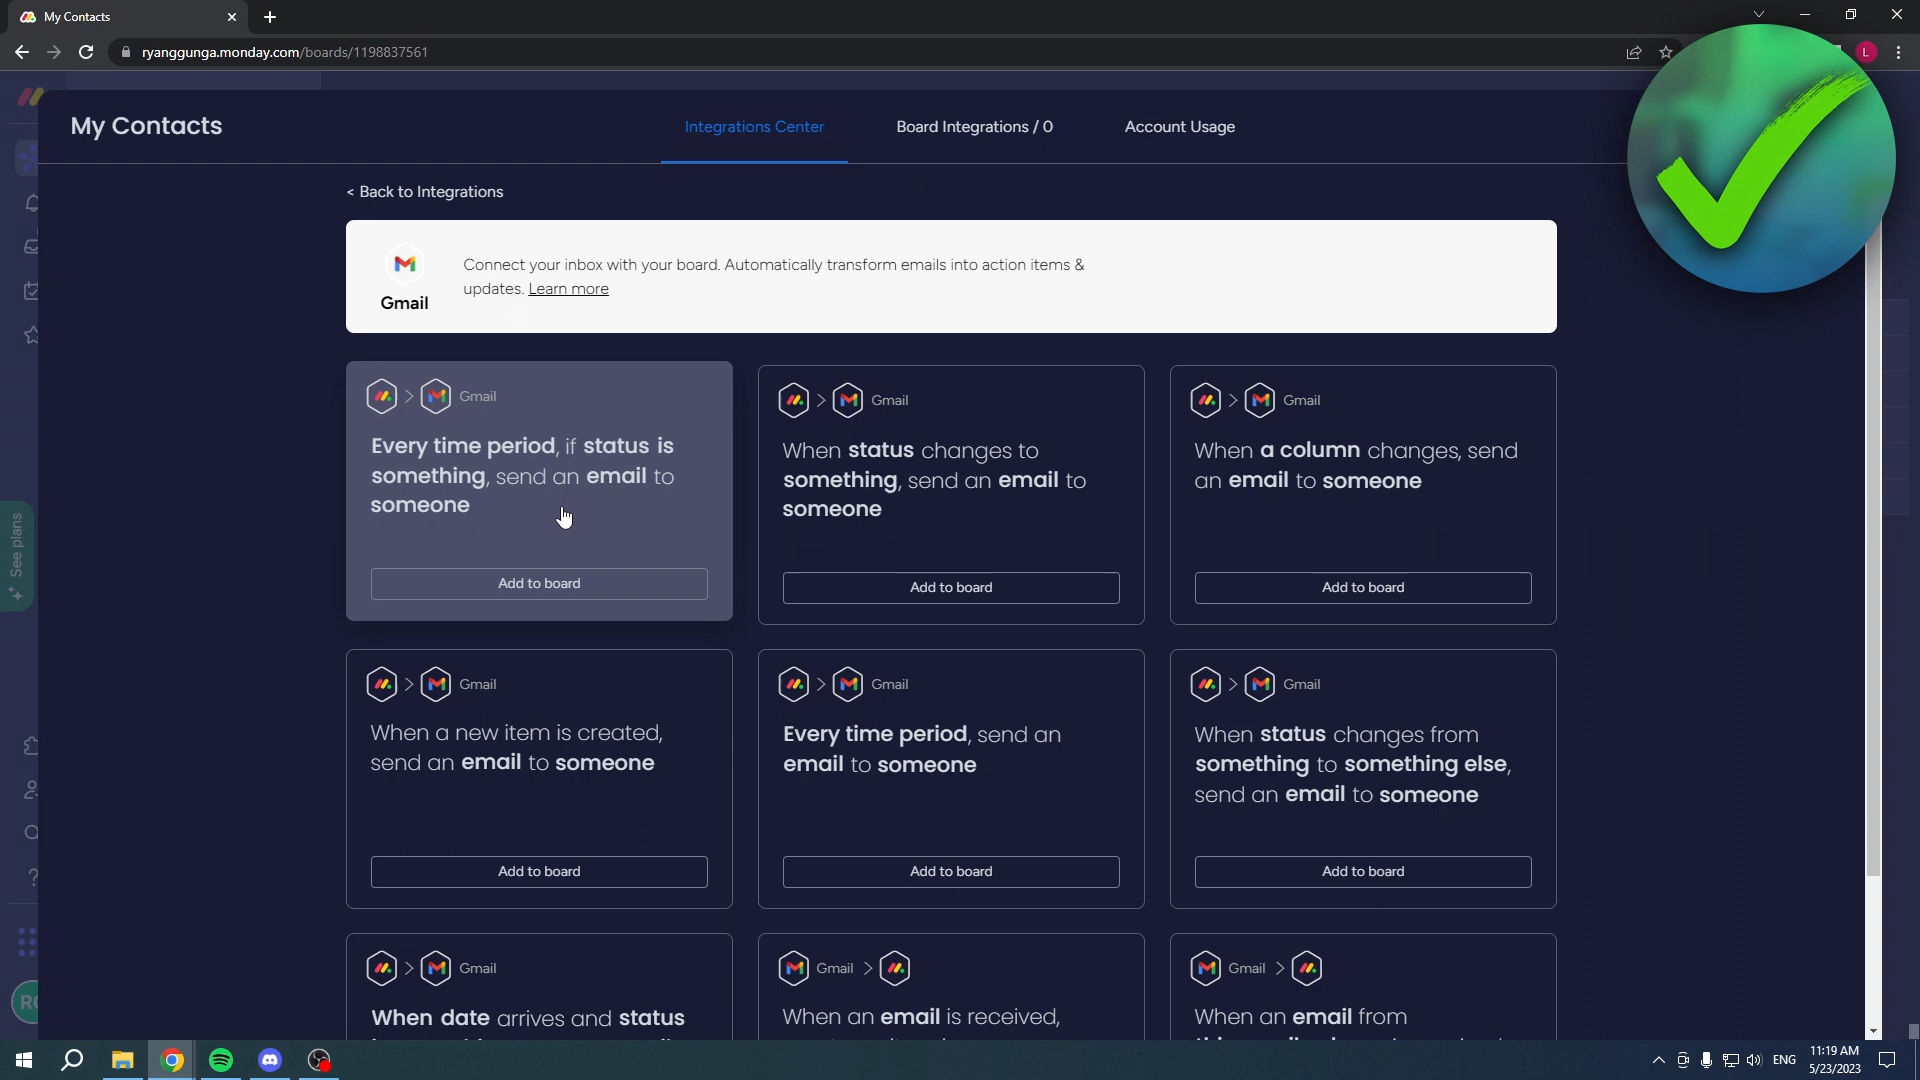 My Contacts
ryanggunga.monday.com/boards/1198837561
L
My Contacts
Integrations Center
Board Integrations / 0
Account Usage
< Back to Integrations
Gmail
Connect your inbox with your board. Automatically transform emails into action items &
updates. Learn more
Gmail
Every time period, if status is
something, send an email to
someone
Add to board
Gmail
When status changes to
something, send an email to
someone
Add to board
Gmail
When a column changes, send
an email to someone
Add to board
See plans
Gmail
When a new item is created,
send an email to someone
Add to board
Gmail
Every time period, send an
email to someone
Add to board
Gmail
When status changes from
something to something else,
send an email to someone
Add to board
Gmail
When date arrives and status
Gmail
When an email is received,
Gmail
When an email from
ENG
11:19 AM
5/23/2023